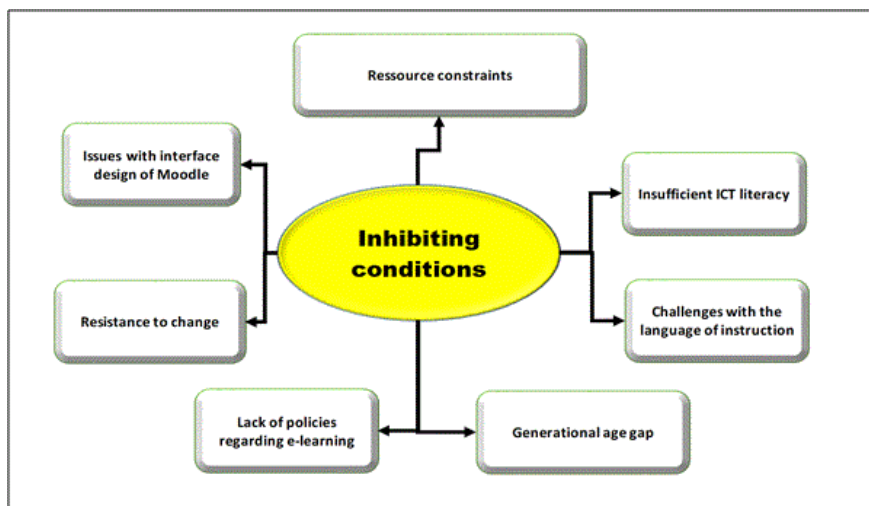 Ressource constraints
Issues with interface
design of Moodle
Insufficient ICT literacy
Inhibiting
conditions
Resistance to change
Challenges with the
language of instruction
Lack of policies
regarding e-learning
Generational age gap